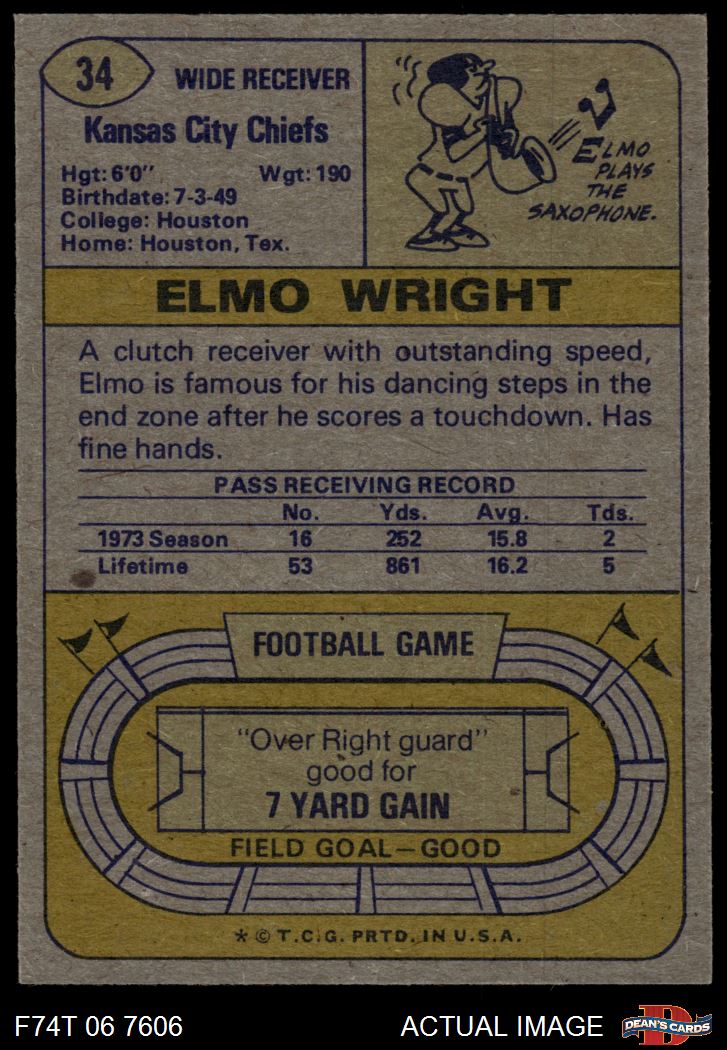 34
WIDE RECEIVER
Kansas City Chiefs
Hgt: 6'0" Wgt: 190
Birthdate: 7-3-49
College: Houston
Home: Houston, Tex.
ELMO
PLAYS
THE
SAXOPHONE.
ELMO WRIGHT
A clutch receiver with outstanding speed,
Elmo is famous for his dancing steps in the
end zone after he scores a touchdown. Has
fine hands.
PASS RECEIVING RECORD
No. Yds. Avg. Tds.
1973 Season 16 252 15.8 2
Lifetime 53 861 16.2 5
FOOTBALL GAME
"Over Right guard"
good for
7 YARD GAIN
FIELD GOAL—GOOD
* © T.C.G. PRTD. IN U.S.A.
F74T 06 7606 ACTUAL IMAGE
D
DEAN'S CARDS